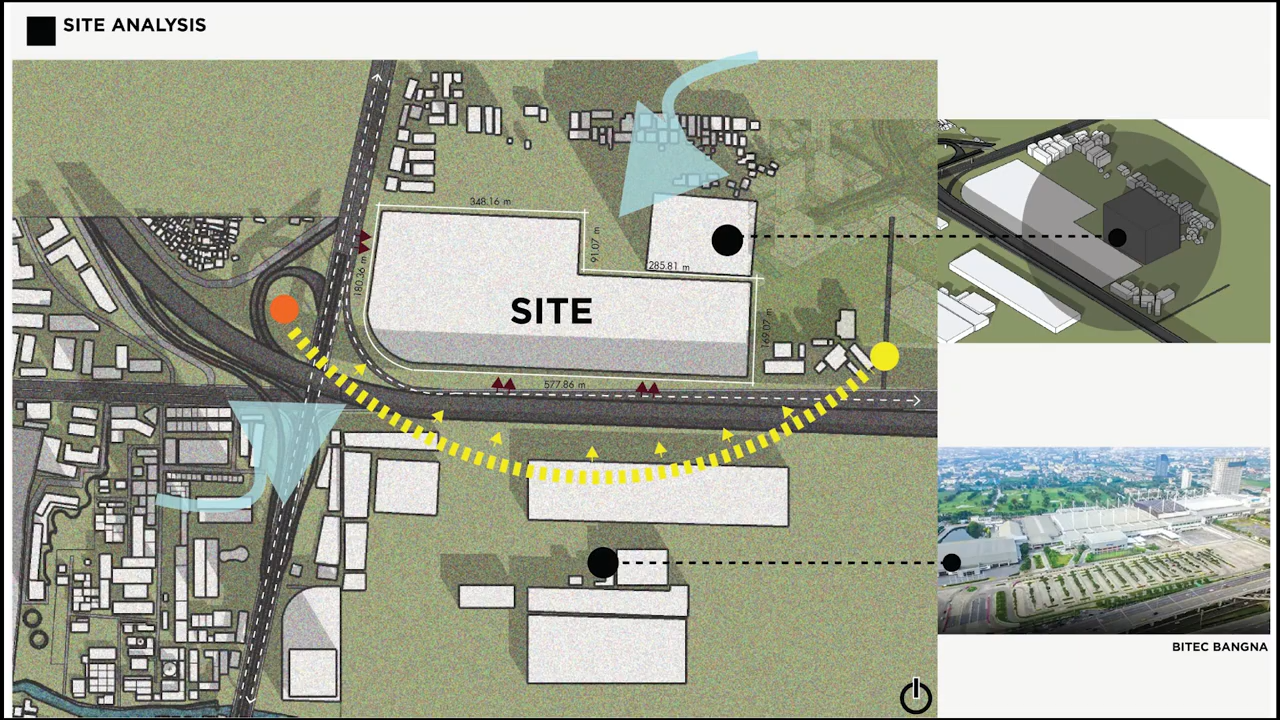 SITE ANALYSIS
348.16 m
91.07 m
285.81 m
180.36 m
SITE
169.07 m
577.86 m
BITEC BANGNA